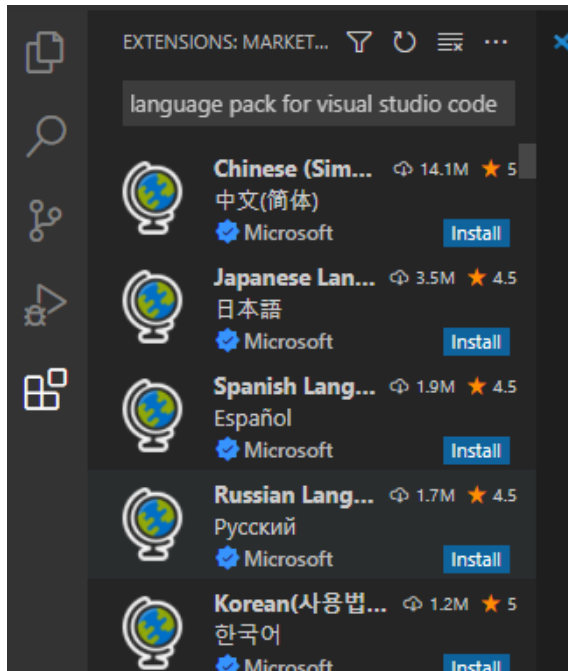 EXTENSIONS: MARKET...
language pack for visual studio code
Chinese (Sim... 14.1M 5
中文(简体)
Microsoft Install
Japanese Lan... 3.5M 4.5
日本語
Microsoft Install
Spanish Lang... 1.9M 4.5
Español
Microsoft Install
Russian Lang... 1.7M 4.5
Русский
Microsoft Install
Korean(사용법... 1.2M 5
한국어
Microsoft Install